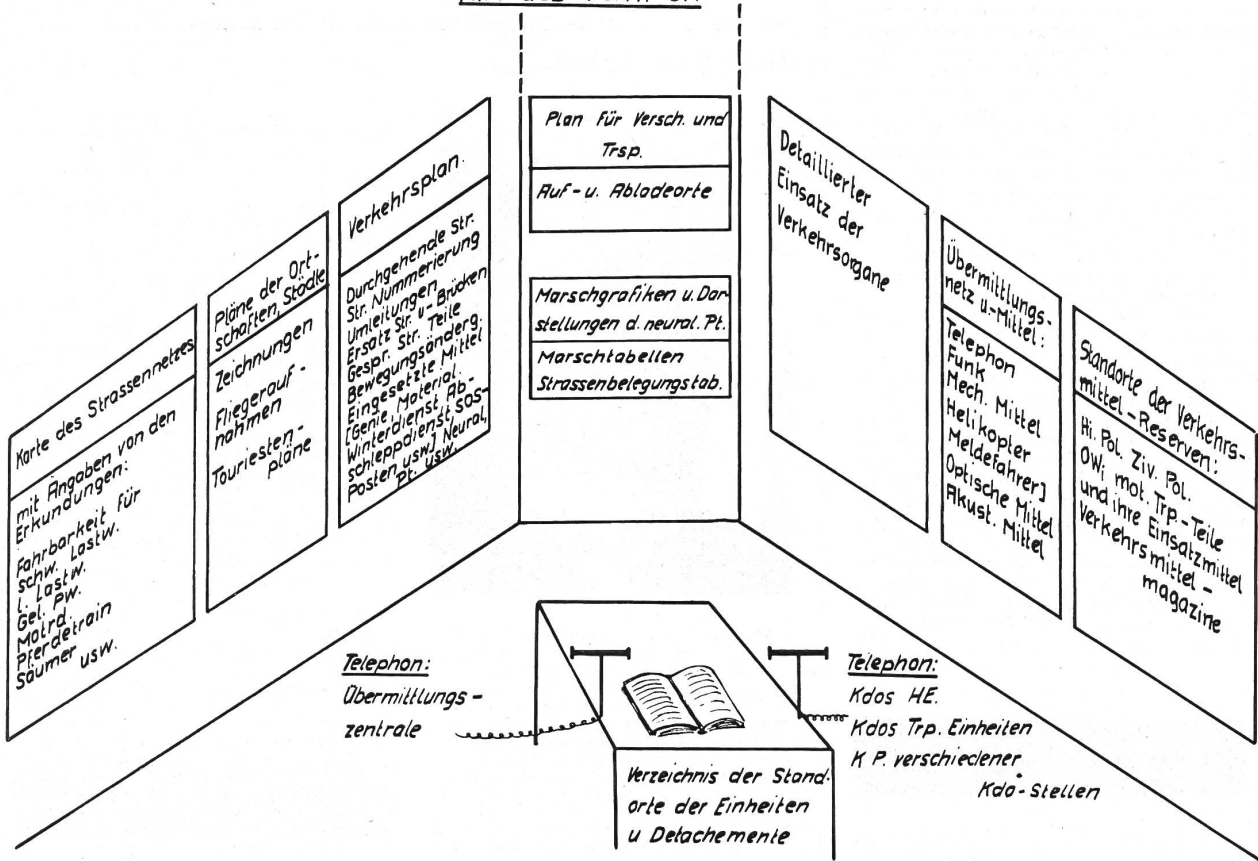 Karte des Strassennetzes
mit Angaben von den
Erkundungen:
Fahrbarkeit für
schw. Lastw.
l. Lastw.
Gel. PW.
Motrd.
Pferdetrain
Säumer usw.
Pläne der Ort-
schaften, Städte
Zeichnungen
Fliegerauf-
nahmen
Touriesten-
pläne
Verkehrsplan.
Durchgehende Str.
Str. Nummerierung
Umleitungen
Ersatz Str. u- Brücken
Gespr. Str. Teile
Bewegungsänderg.
Eingesetzte Mittel
[Genie, Material.
Winterdienst Ab-
schleppdienst SOS-
Posten, usw] Neural,
Pt. usw.
Plan für Versch. und
Trsp.
Auf- u. Abladeorte
Marschgrafiken u. Dar-
stellungen d. neural. Pt.
Marschtabellen
Strassenbelegungstab.
Detaillierter
Einsatz der
Verkehrsorgane
Übermittlungs-
netz u.-Mittel:
Telephon
Funk
Mech. Mittel
Helikopter
Meldefahrer]
Optische Mittel
Akust. Mittel
Standorte der Verkehrs-
mittel-Reserven:
Hi. Pol. Ziv. Pol.
OW; mot. Trp.-Teile
und ihre Einsatzmittel
Verkehrsmittel-
magazine
Telephon:
Übermittlungs-
zentrale
Telephon:
Kdos HE.
Kdos Trp. Einheiten
K P. verschiedener
Kdo-Stellen
Verzeichnis der Stand-
orte der Einheiten
u Detachemente